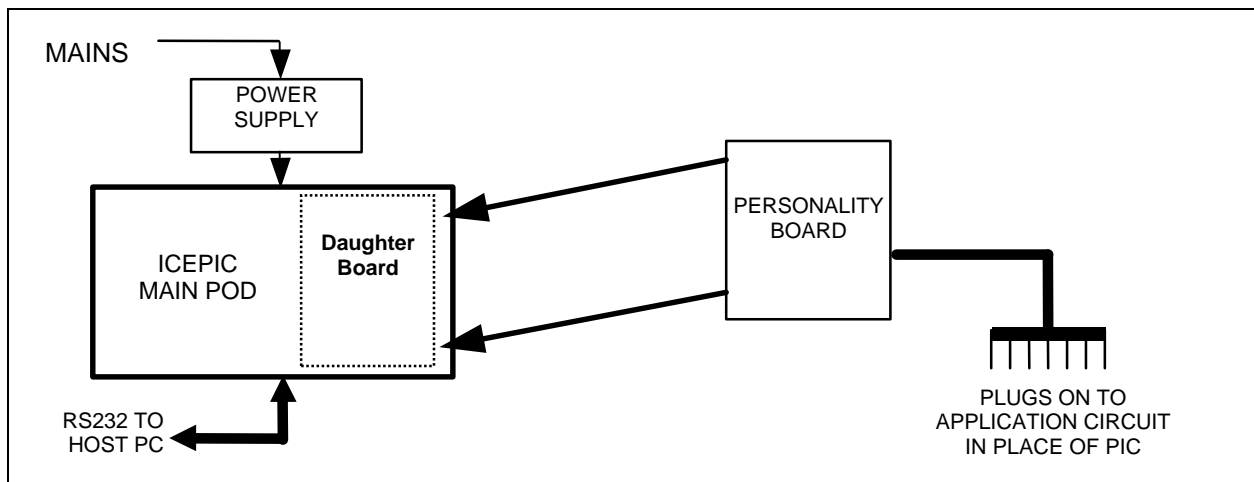 MAINS
POWER
SUPPLY
ICEPIC
MAIN POD
Daughter
Board
PERSONALITY
BOARD
RS232 TO
HOST PC
PLUGS ON TO
APPLICATION CIRCUIT
IN PLACE OF PIC